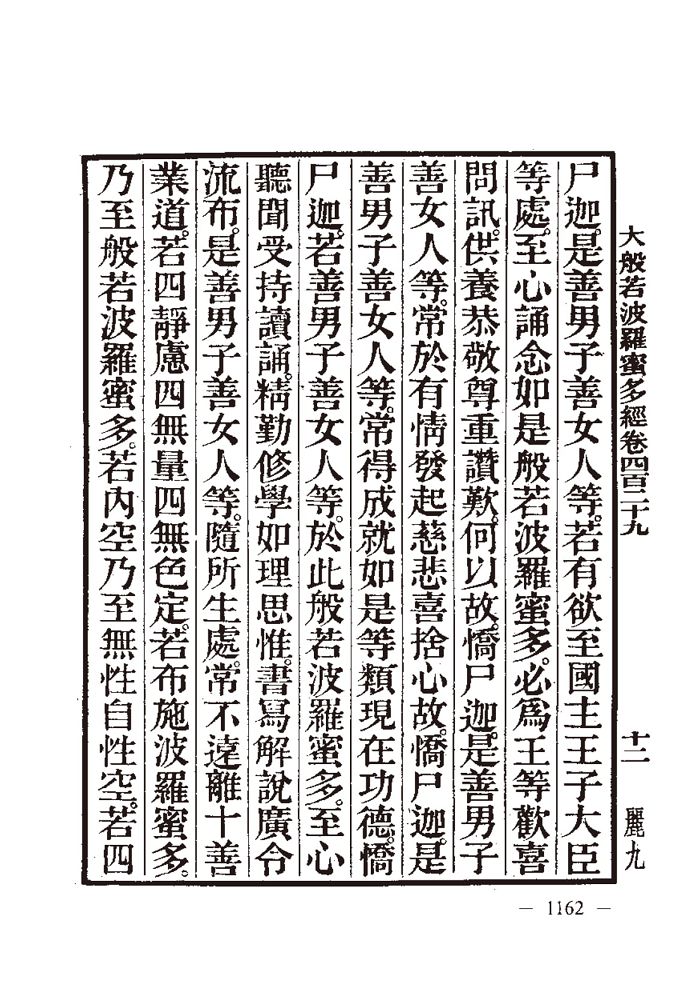 大般若波羅蜜多經卷四百二十九
十二
麗九
尸迦。是善男子善女人等。若有欲至國主王子大臣
等處。至心誦念如是般若波羅蜜多。必爲王等歡喜
問訊。供養恭敬尊重讚歎。何以故。憍尸迦。是善男子
善女人等。常於有情發起慈悲喜捨心故。憍尸迦。是
善男子善女人等。常得成就如是等類現在功德。憍
尸迦。若善男子善女人等。於此般若波羅蜜多。至心
聽聞受持讀誦。精勤修學如理思惟。書寫解說廣令
流布。是善男子善女人等。隨所生處。常不遠離十善
業道。若四靜慮四無量四無色定。若布施波羅蜜多。
乃至般若波羅蜜多。若內空乃至無性自性空。若四
— 1162 —